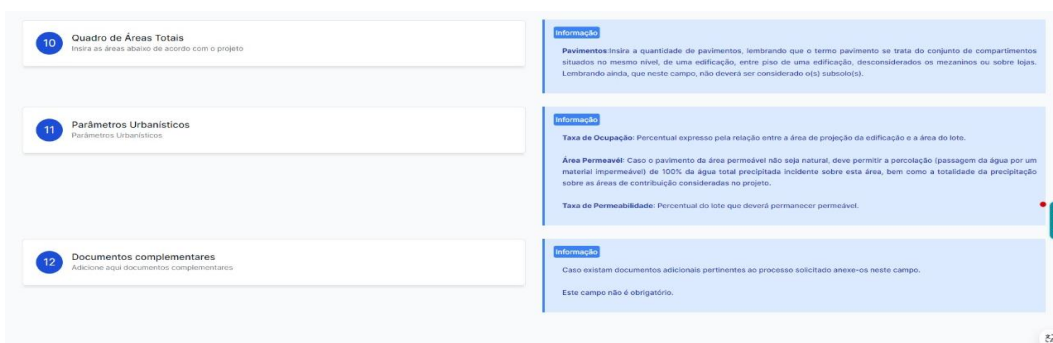 10
Quadro de Áreas Totais
Insira as áreas abaixo de acordo com o projeto
Informação
Pavimentos:Insira a quantidade de pavimentos, lembrando que o termo pavimento se trata do conjunto de compartimentos
situados no mesmo nível, de uma edificação, entre piso de uma edificação, desconsiderados os mezaninos ou sobre lojas.
Lembrando ainda, que neste campo, não deverá ser considerado o(s) subsolo(s).
11
Parâmetros Urbanísticos
Parâmetros Urbanísticos
Informação
Taxa de Ocupação: Percentual expresso pela relação entre a área de projeção da edificação e a área do lote.
Área Permeavél: Caso o pavimento da área permeável não seja natural, deve permitir a percolação (passagem da água por um
material impermeável) de 100% da água total precipitada incidente sobre esta área, bem como a totalidade da precipitação
sobre as áreas de contribuição consideradas no projeto.
Taxa de Permeabilidade: Percentual do lote que deverá permanecer permeável.
12
Documentos complementares
Adicione aqui documentos complementares
Informação
Caso existam documentos adicionais pertinentes ao processo solicitado anexe-os neste campo.
Este campo não é obrigatório.